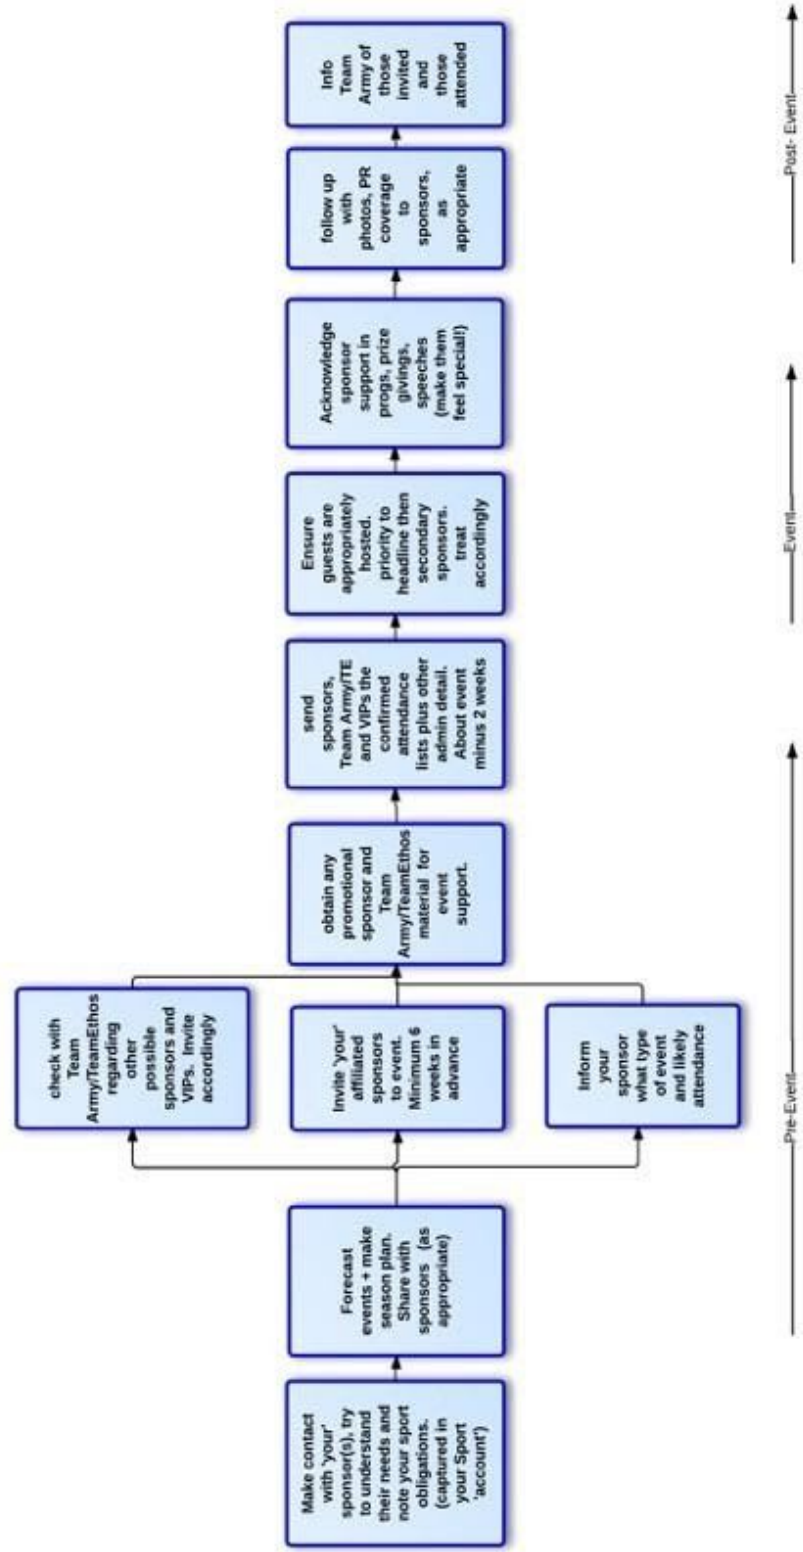 Make contact
with 'your'
sponsor(s), try
to understand
their needs and
note your sport
obligations.
(captured in
your Sport
'account')
Forecast
events + make
season plan.
Share with
sponsors (as
appropriate)
check with
Team
Army/TeamEthos
regarding
other
possible
sponsors and
VIPs. Invite
accordingly
Invite 'your'
affiliated
sponsors
to event.
Minimum 6
weeks in
advance
Inform
your
sponsor
what type
of event
and likely
attendance
obtain any
promotional
sponsor and
Team
Army/TeamEthos
material for
event
support.
send
sponsors,
Team Army/TE
and VIPs the
confirmed
attendance
lists plus other
admin detail.
About event
minus 2 weeks
Ensure
guests are
appropriately
hosted.
priority to
headline then
secondary
sponsors.
treat
accordingly
Acknowledge
sponsor
support in
progs, prize
givings,
speeches
(make them
feel special!)
follow up
with
photos, PR
coverage
to
sponsors,
as
appropriate
Info
Team
Army of
those
invited
and
those
attended
Pre-Event
Event
Post- Event